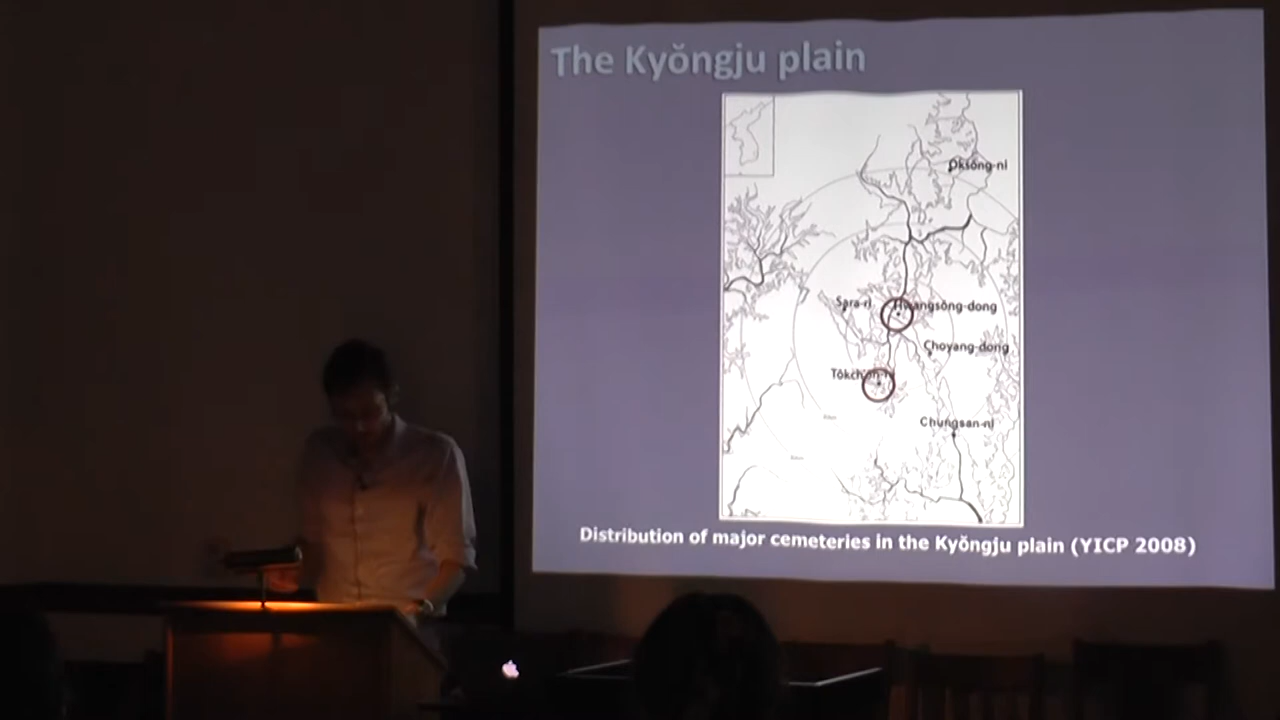 The Kyŏngju plain
Oksŏng-ni
Sara-ri
Hwangsŏng-dong
Choyang-dong
Tŏkch'ŏn-ri
Chungsan-ni
Distribution of major cemeteries in the Kyŏngju plain (YICP 2008)